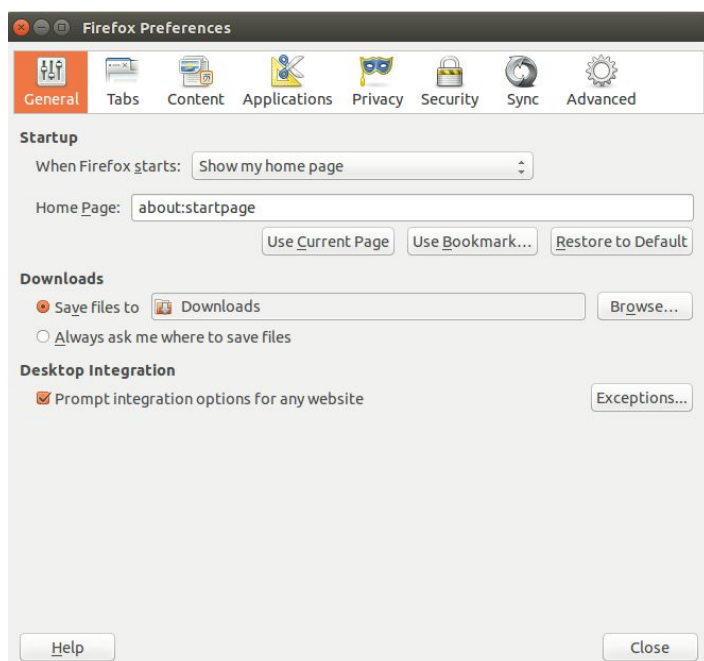 Firefox Preferences
General Tabs Content Applications Privacy Security Sync Advanced
Startup
When Firefox starts: Show my home page
Home Page: about:startpage
Use Current Page Use Bookmark... Restore to Default
Downloads
Save files to Downloads Browse...
Always ask me where to save files
Desktop Integration
Prompt integration options for any website Exceptions...
Help Close